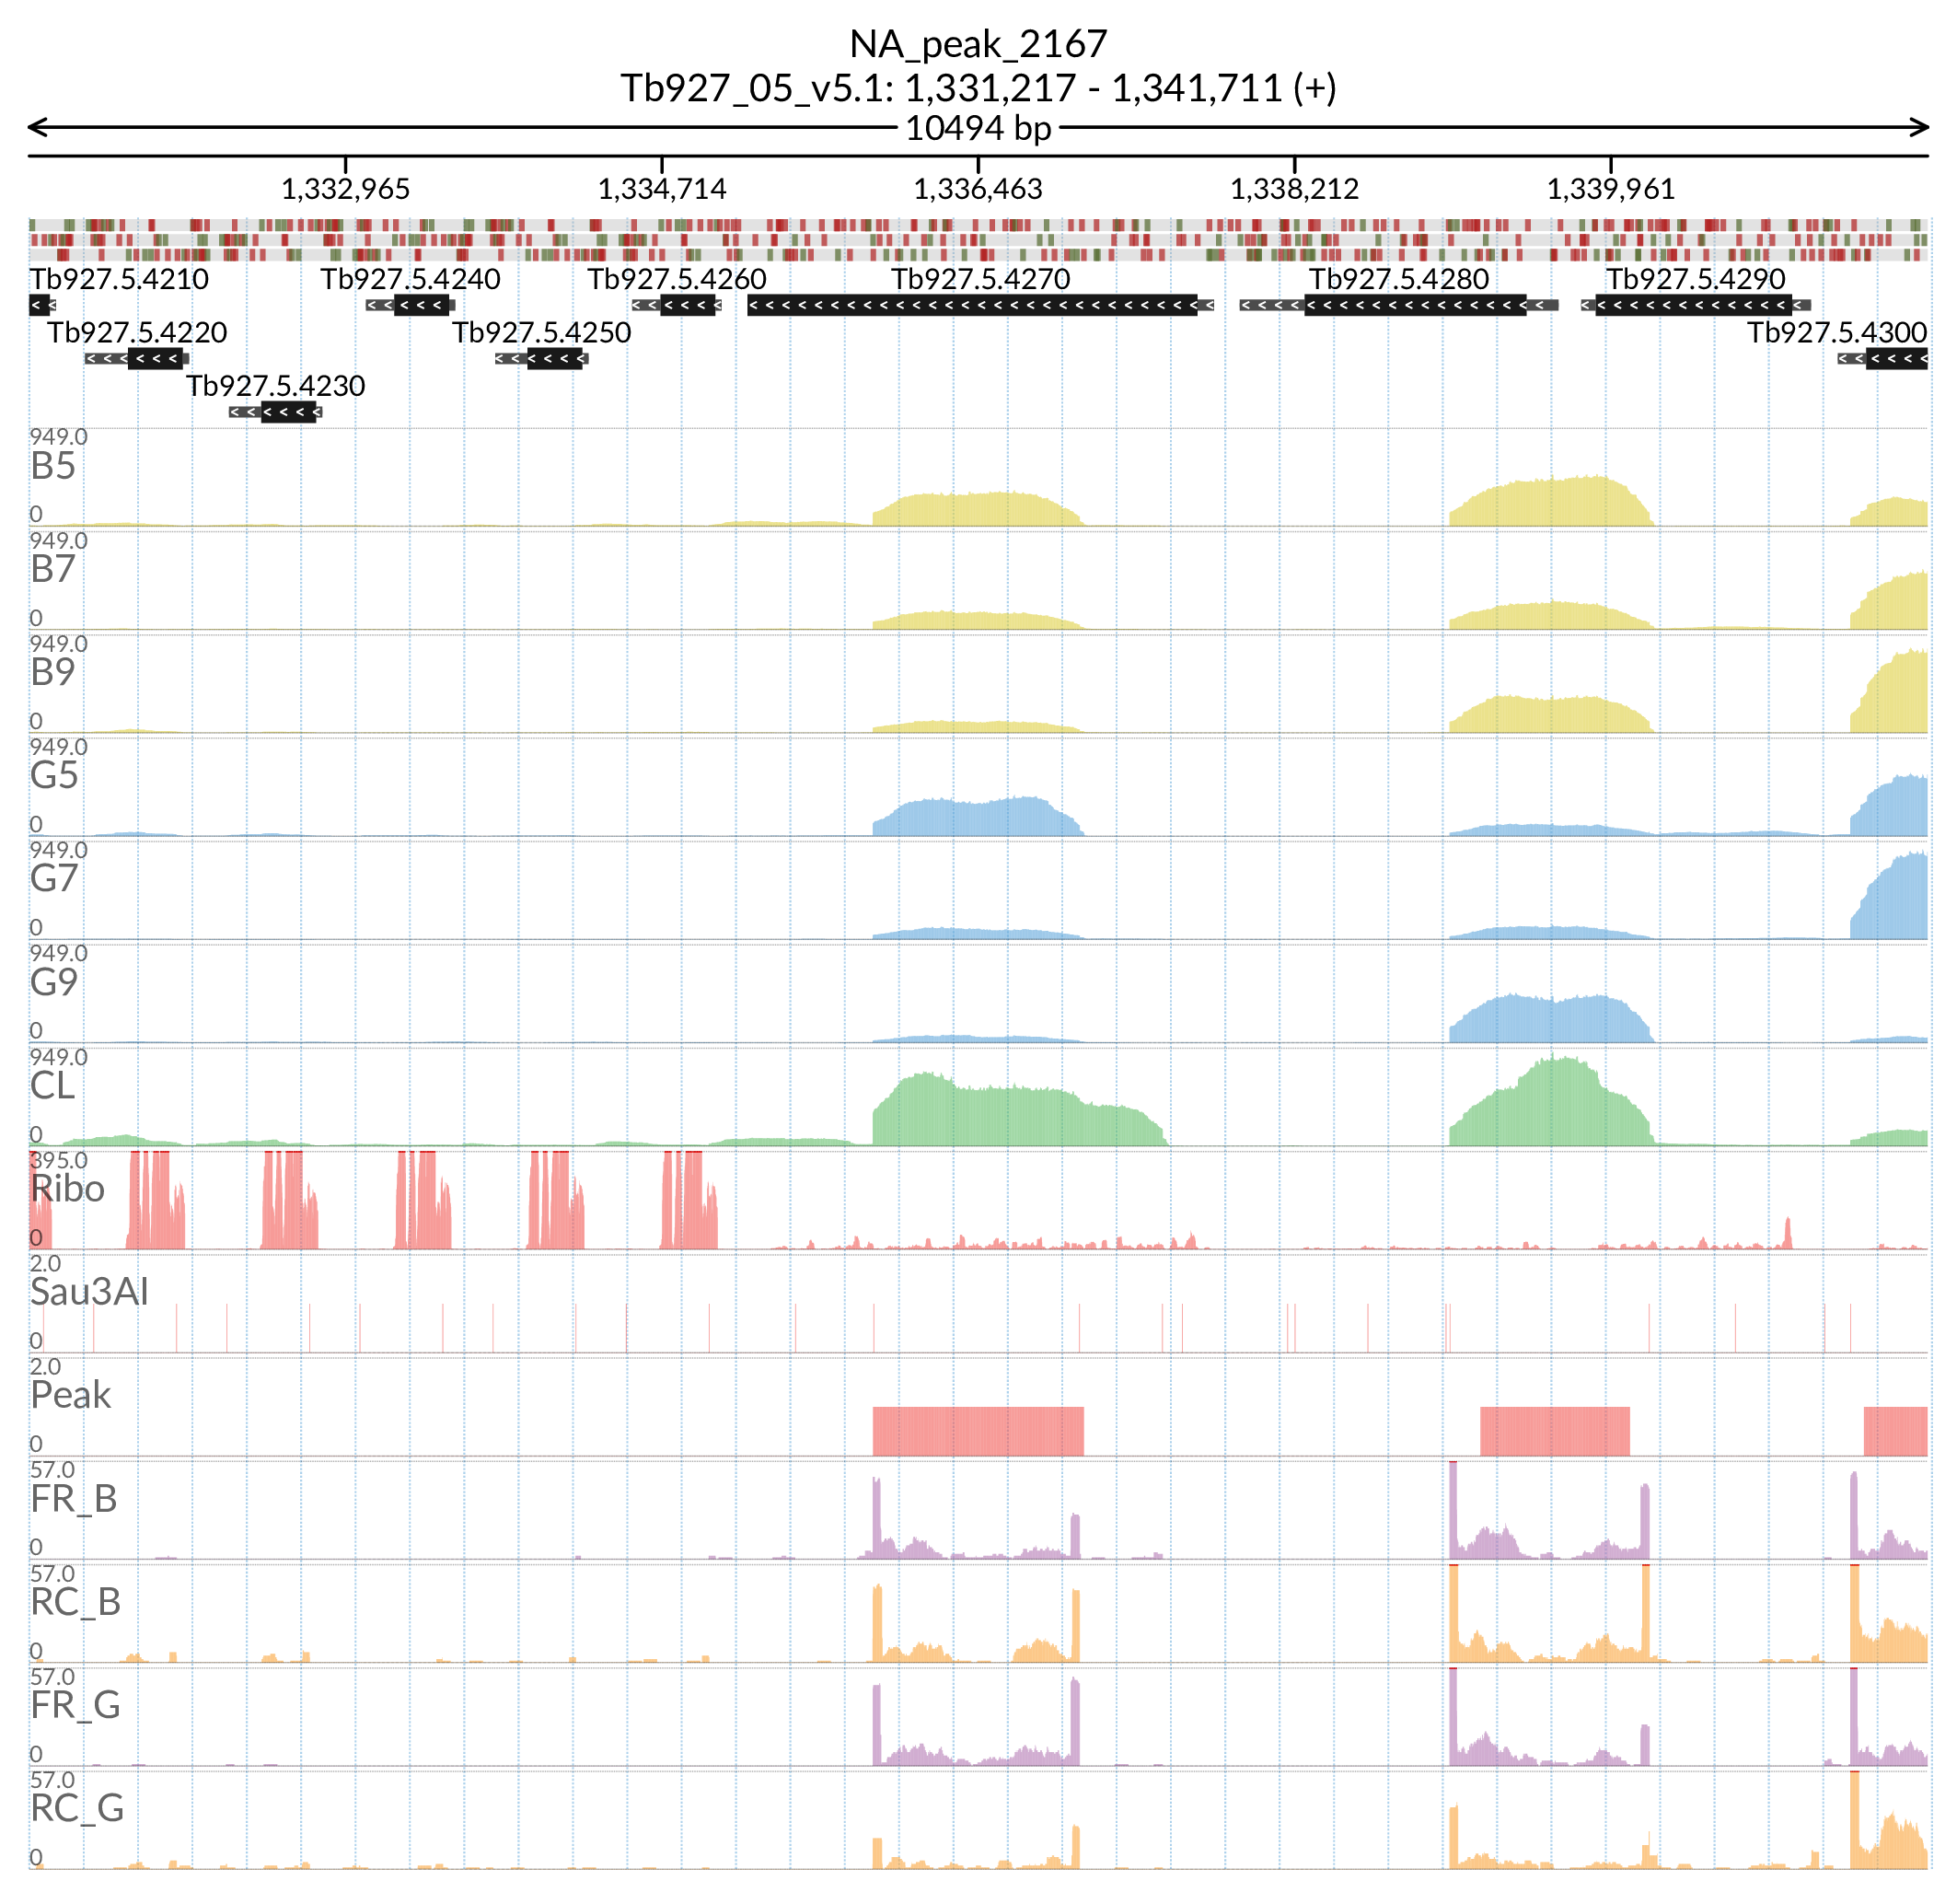 NA_peak_2167
Tb927_05_v5.1: 1,331,217 - 1,341,711 (+)
10494 bp
1,332,965 1,334,714 1,336,463 1,338,212 1,339,961
Tb927.5.4210 Tb927.5.4240 Tb927.5.4260 Tb927.5.4270 Tb927.5.4280 Tb927.5.4290
Tb927.5.4220 Tb927.5.4250 Tb927.5.4300
Tb927.5.4230
949.0
B5
0
949.0
B7
0
949.0
B9
0
949.0
G5
0
949.0
G7
0
949.0
G9
0
949.0
CL
0
395.0
Ribo
0
2.0
Sau3AI
0
2.0
Peak
0
57.0
FR_B
0
57.0
RC_B
0
57.0
FR_G
0
57.0
RC_G
0